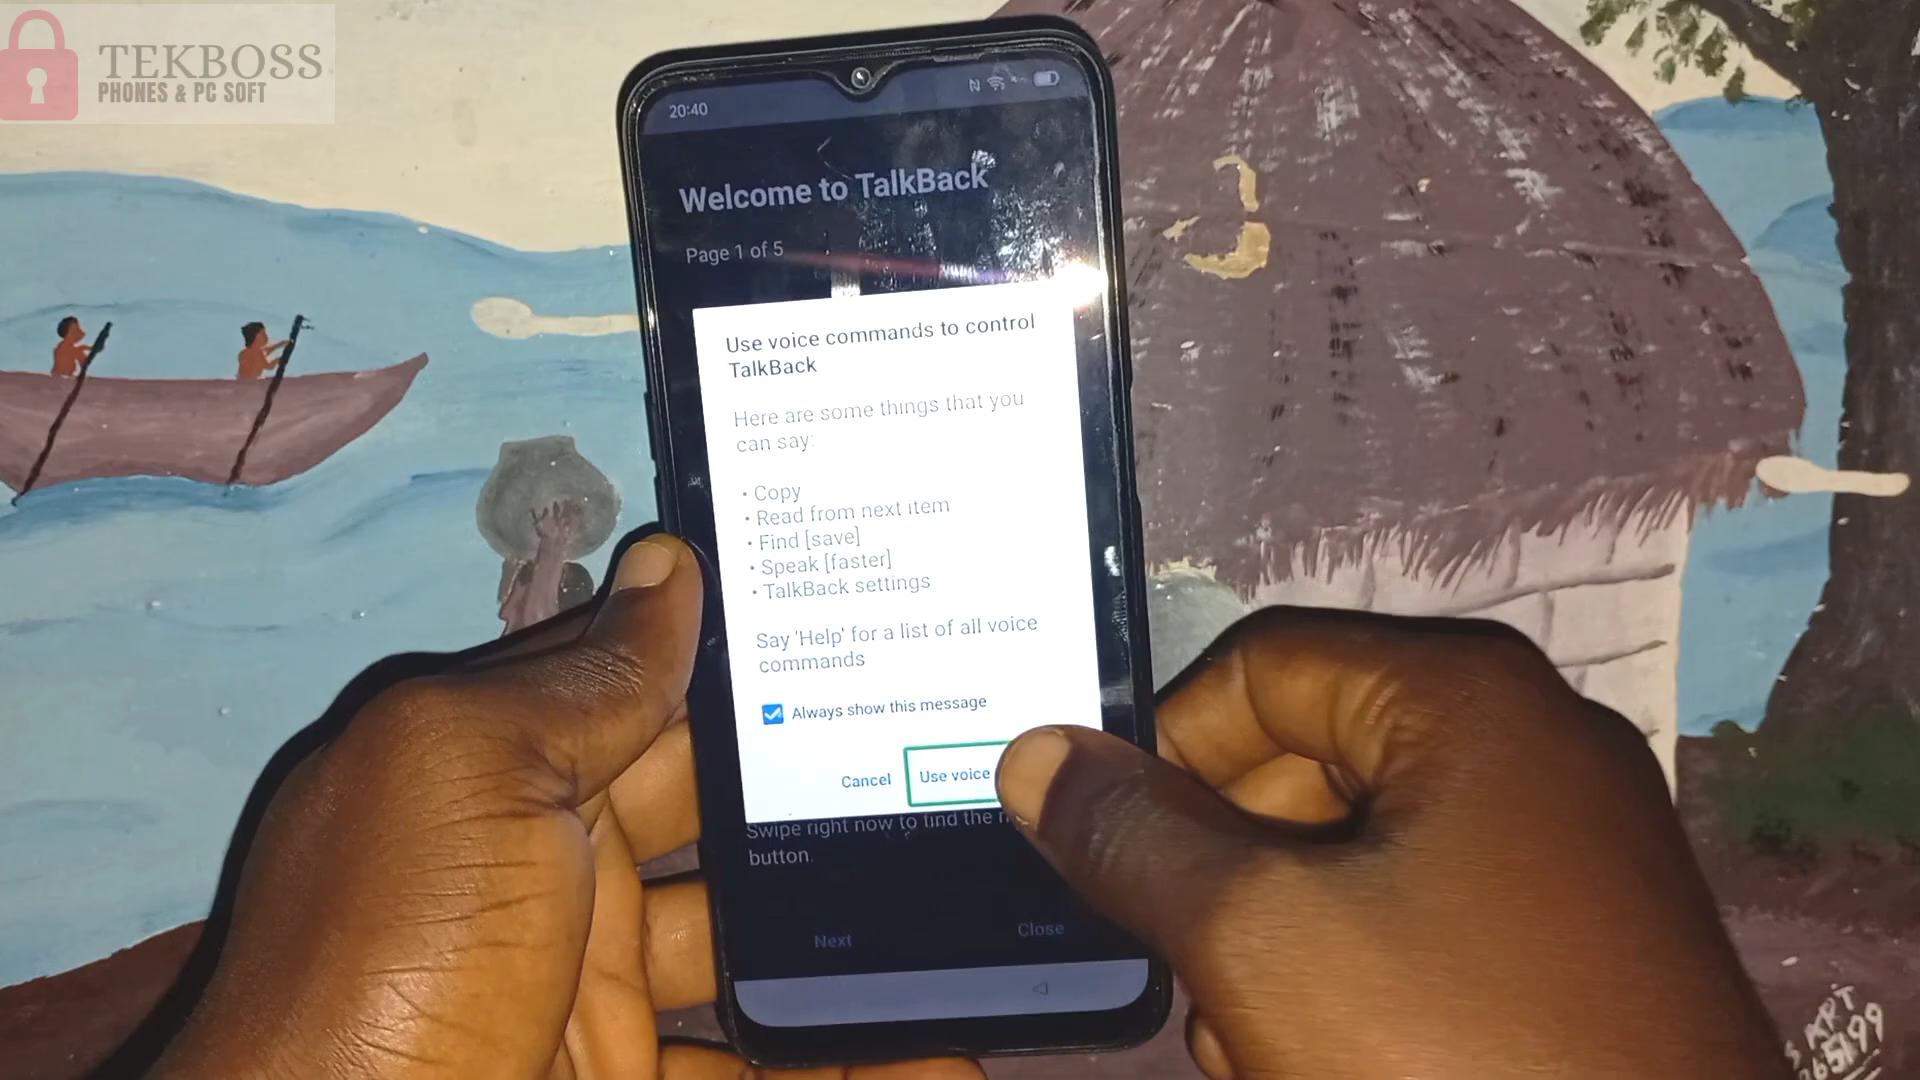 TEKBOSS
PHONES & PC SOFT
20:40
Welcome to TalkBack
Page 1 of 5
Use voice commands to control
TalkBack
Here are some things that you
can say:
• Copy
• Read from next item
• Find [save]
• Speak [faster]
• TalkBack settings
Say 'Help' for a list of all voice
commands
Always show this message
Cancel
Use voice
Swipe right now to find the
button.
Next
Close
ART